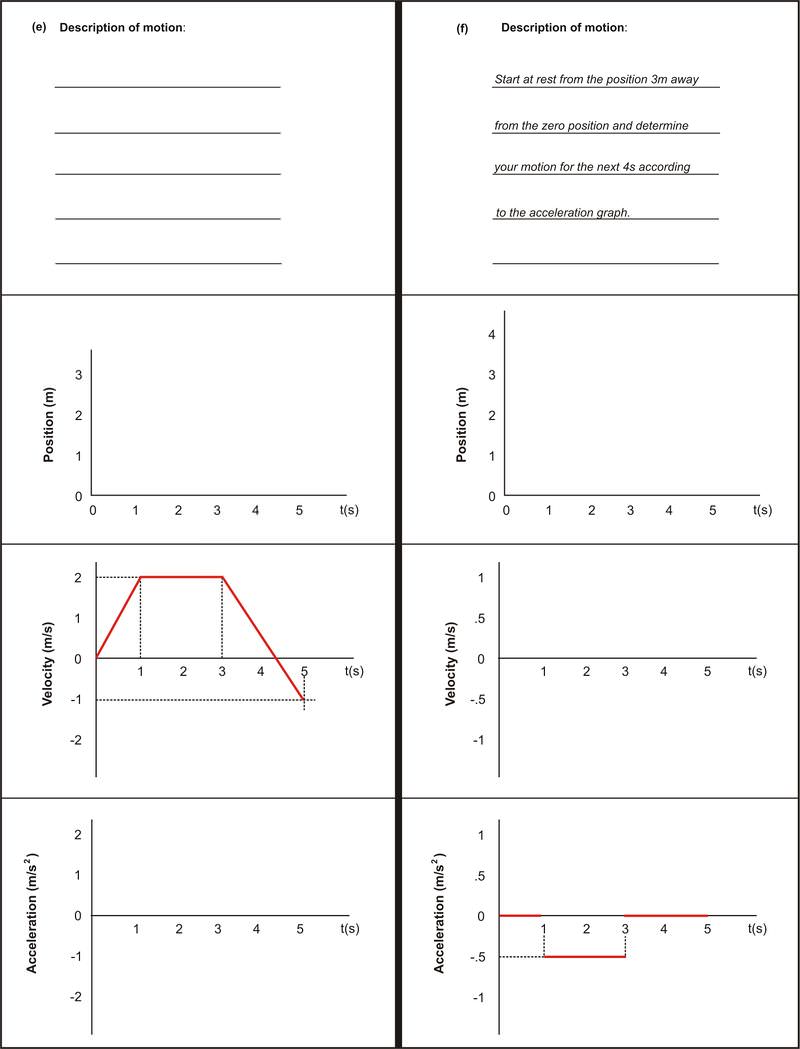 (e) Description of motion:
3
2
1
0
Position (m)
0 1 2 3 4 5 t(s)
2
1
0
-1
-2
Velocity (m/s)
1 2 3 4 5 t(s)
2
1
0
-1
-2
Acceleration (m/s²)
1 2 3 4 5 t(s)
(f) Description of motion:
Start at rest from the position 3m away
from the zero position and determine
your motion for the next 4s according
to the acceleration graph.
4
3
2
1
0
Position (m)
0 1 2 3 4 5 t(s)
1
.5
0
-.5
-1
Velocity (m/s)
1 2 3 4 5 t(s)
1
.5
0
-.5
-1
Acceleration (m/s²)
1 2 3 4 5 t(s)